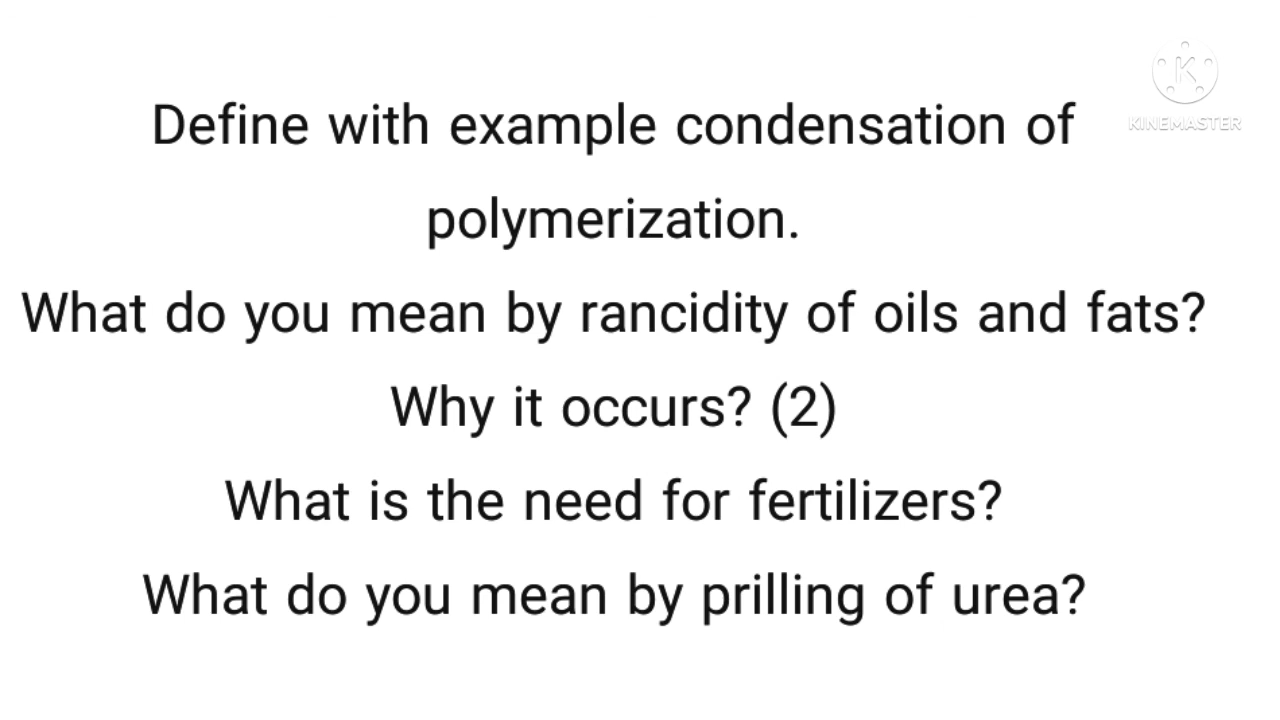 Define with example condensation of
polymerization.
What do you mean by rancidity of oils and fats?
Why it occurs? (2)
What is the need for fertilizers?
What do you mean by prilling of urea?
K
KINEMASTER